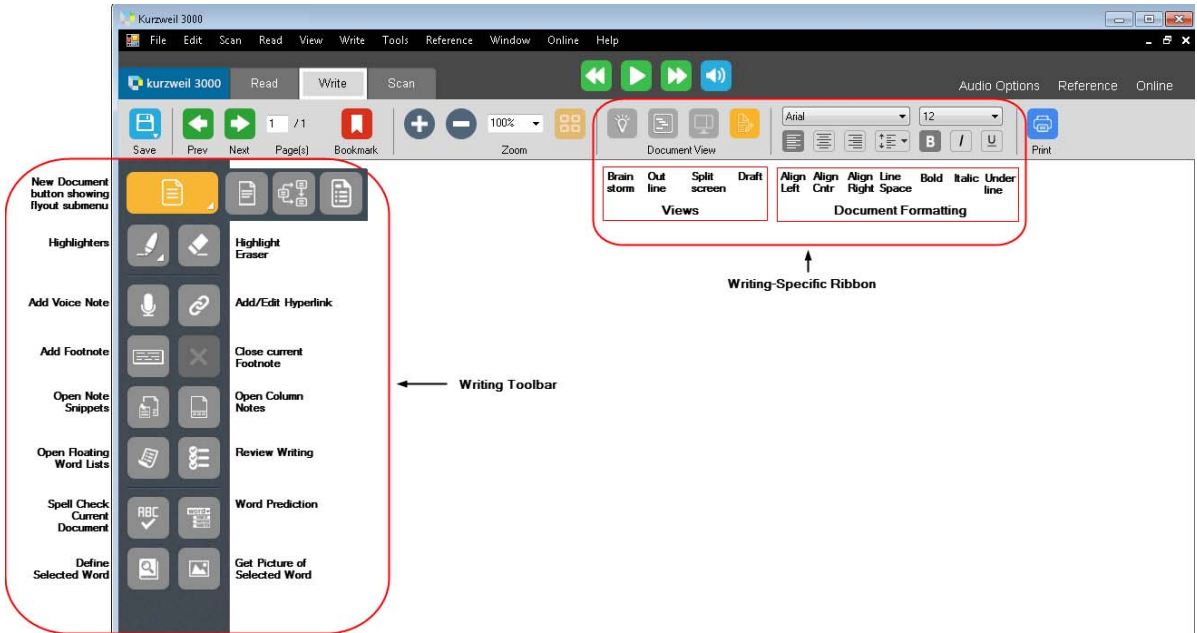 Kurzweil 3000
File Edit Scan Read View Write Tools Reference Window Online Help
kurzweil 3000 Read Write Scan Audio Options Reference Online
1 /1 100% Arial 12
B I U
Save Prev Next Page(s) Bookmark Zoom Document View Print
New Document
button showing
flyout submenu
Brain
storm
Out
line
Split
screen
Draft
Views
Align
Left
Align
Cntr
Align
Right
Line
Space
Bold
Italic
Under
line
Document Formatting
Writing-Specific Ribbon
Highlighters
Highlight
Eraser
Add Voice Note
Add/Edit Hyperlink
Add Footnote
Close current
Footnote
Writing Toolbar
Open Note
Snippets
Open Column
Notes
Open Floating
Word Lists
Review Writing
Spell Check
Current
Document
ABC
word
Word Prediction
Define
Selected Word
Get Picture of
Selected Word